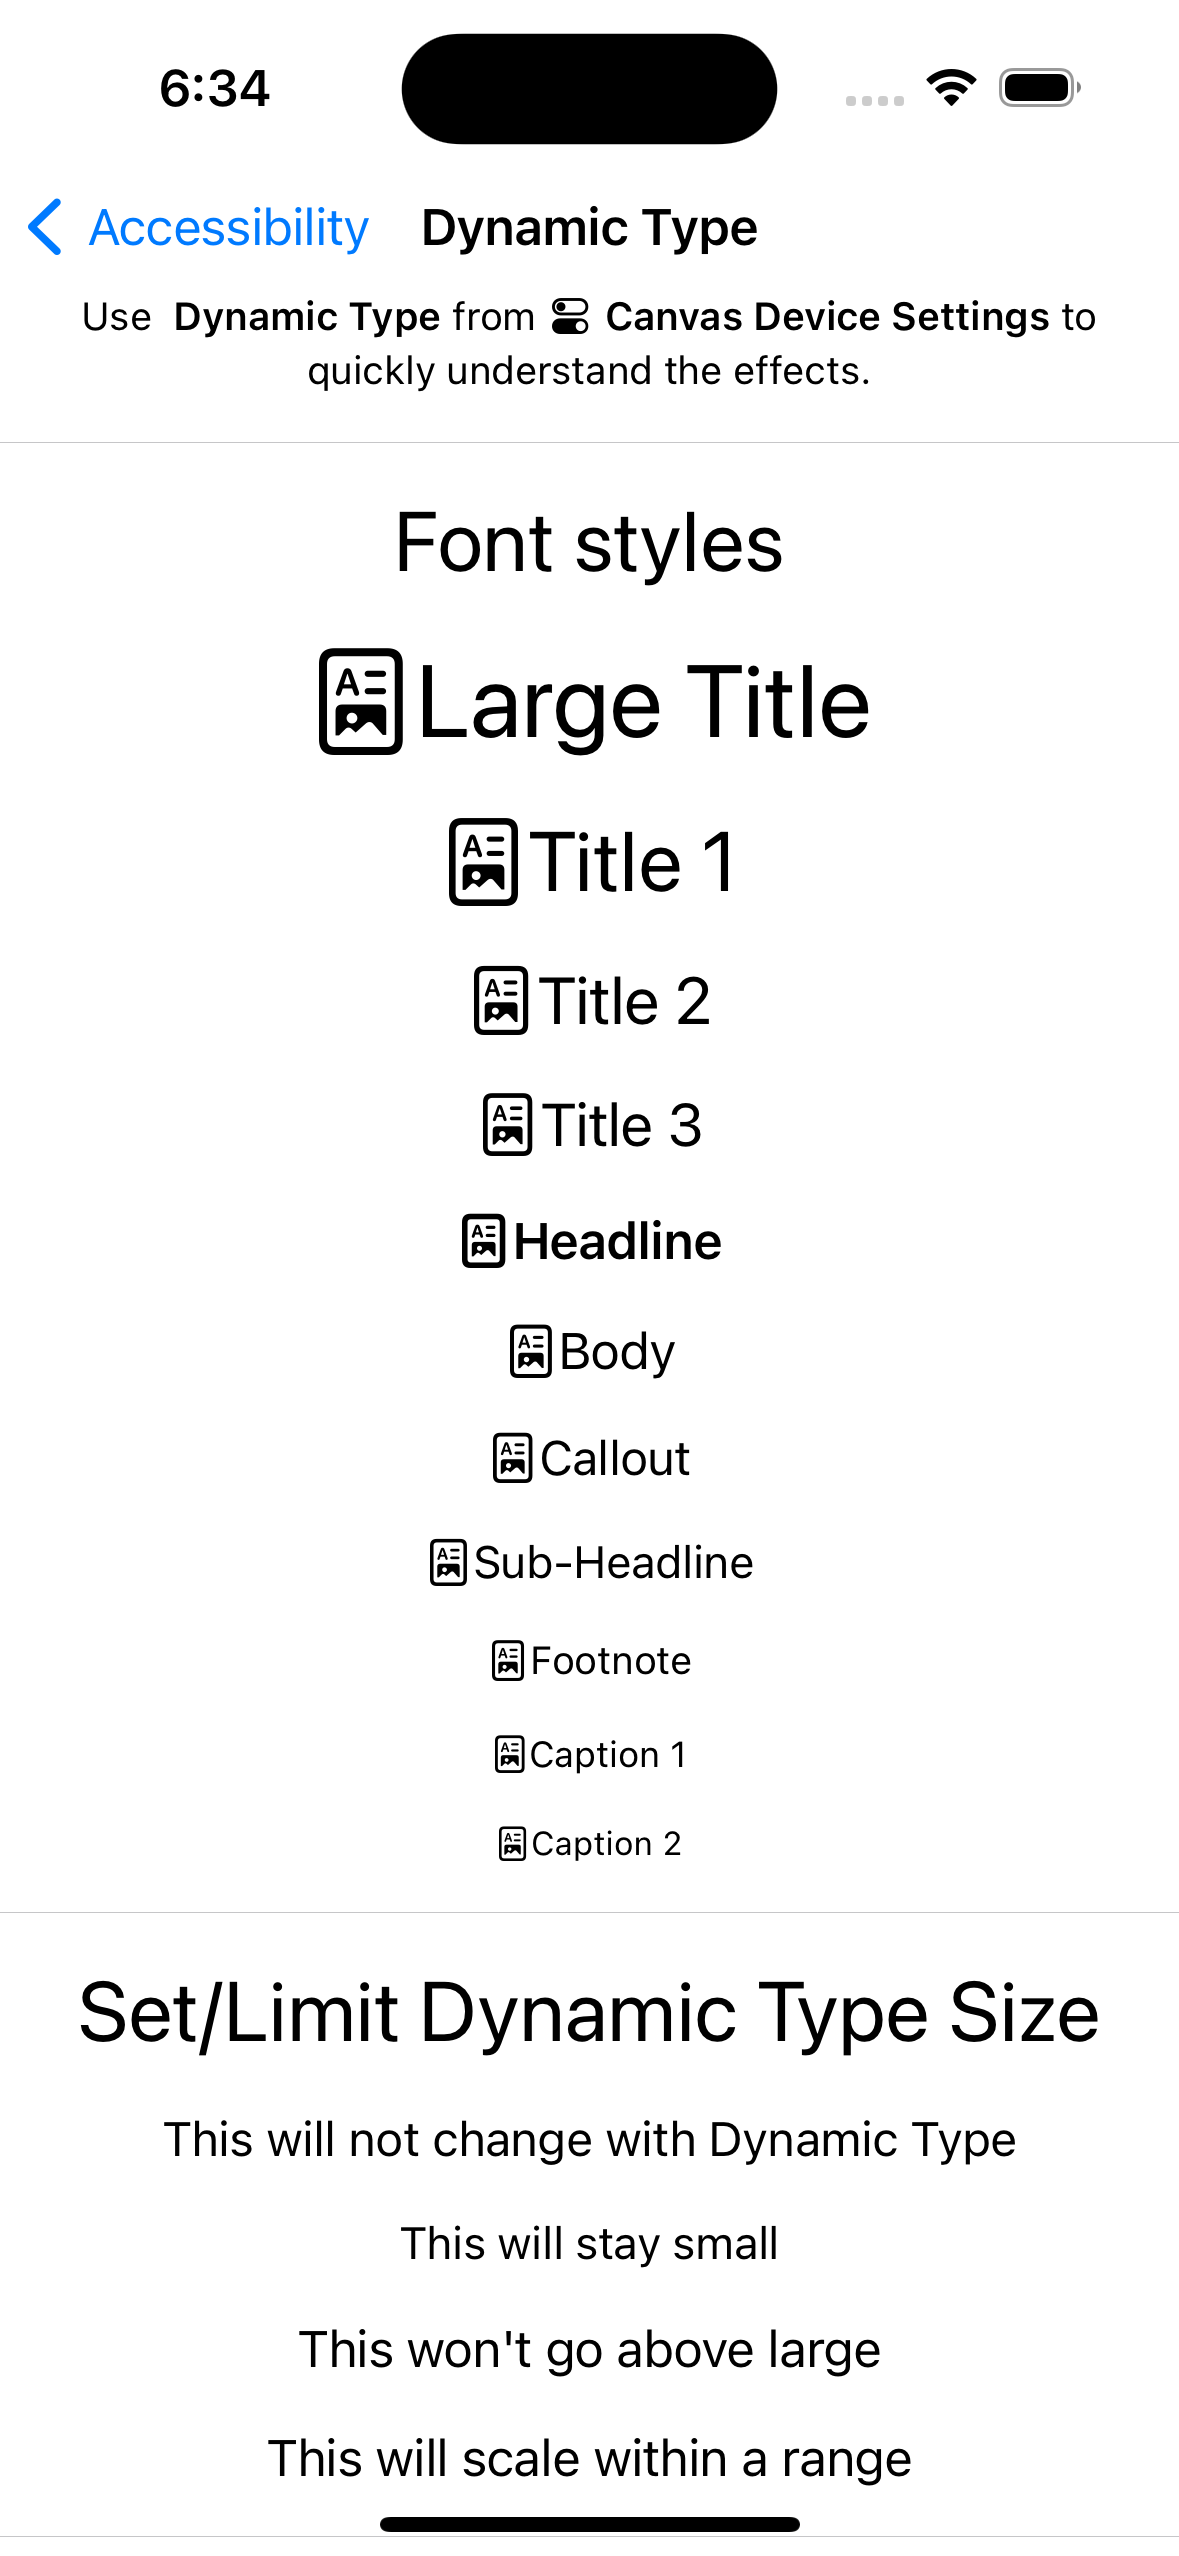 6:34
Accessibility Dynamic Type
Use Dynamic Type from Canvas Device Settings to
quickly understand the effects.
Font styles
Large Title
Title 1
Title 2
Title 3
Headline
Body
Callout
Sub-Headline
Footnote
Caption 1
Caption 2
Set/Limit Dynamic Type Size
This will not change with Dynamic Type
This will stay small
This won't go above large
This will scale within a range